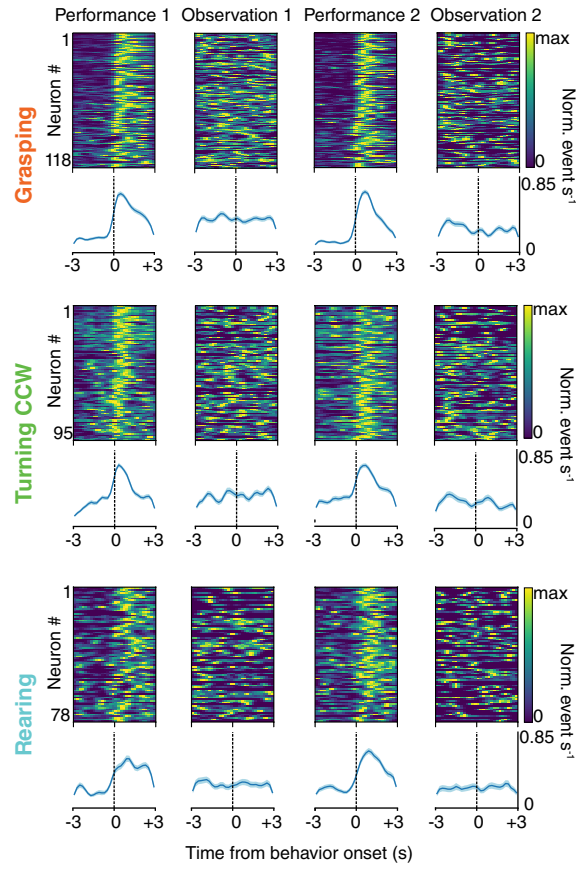 Performance 1 Observation 1 Performance 2 Observation 2
Grasping
Neuron #
1
118
max
0
Norm. event s-1
0.85
0
-3 0 +3 -3 0 +3 -3 0 +3 -3 0 +3
Turning CCW
Neuron #
1
95
max
0
Norm. event s-1
0.85
0
-3 0 +3 -3 0 +3 -3 0 +3 -3 0 +3
Rearing
Neuron #
1
78
max
0
Norm. event s-1
0.85
0
-3 0 +3 -3 0 +3 -3 0 +3 -3 0 +3
Time from behavior onset (s)